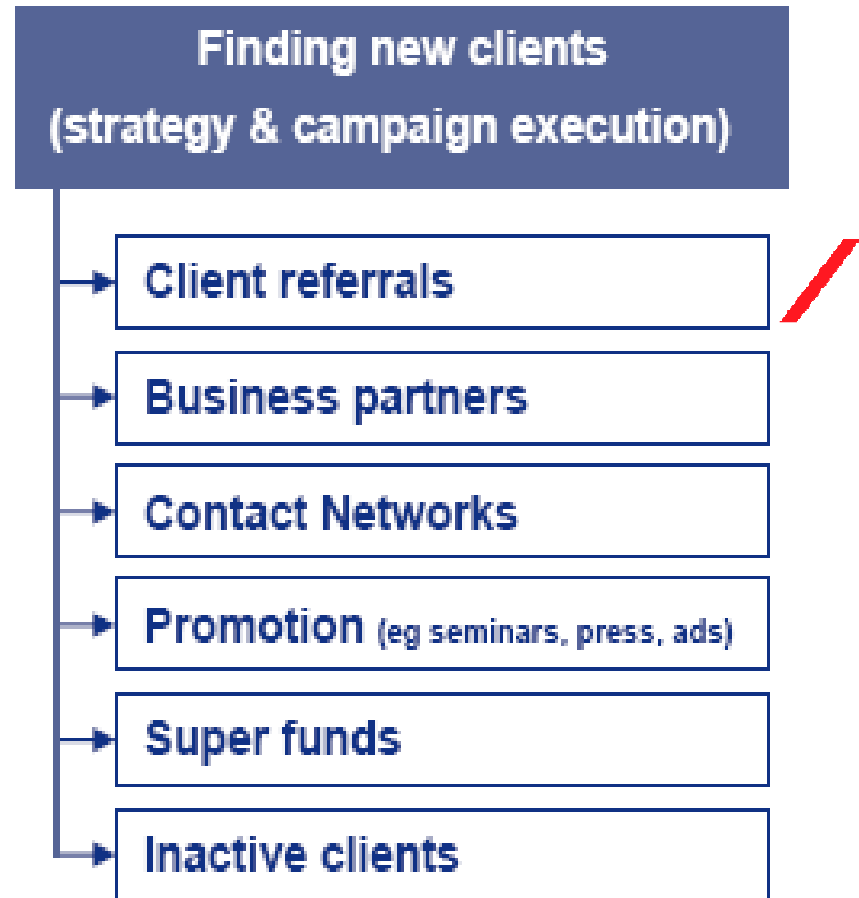 Finding new clients
(strategy & campaign execution)
Client referrals
Business partners
Contact Networks
Promotion (eg seminars, press, ads)
Super funds
Inactive clients